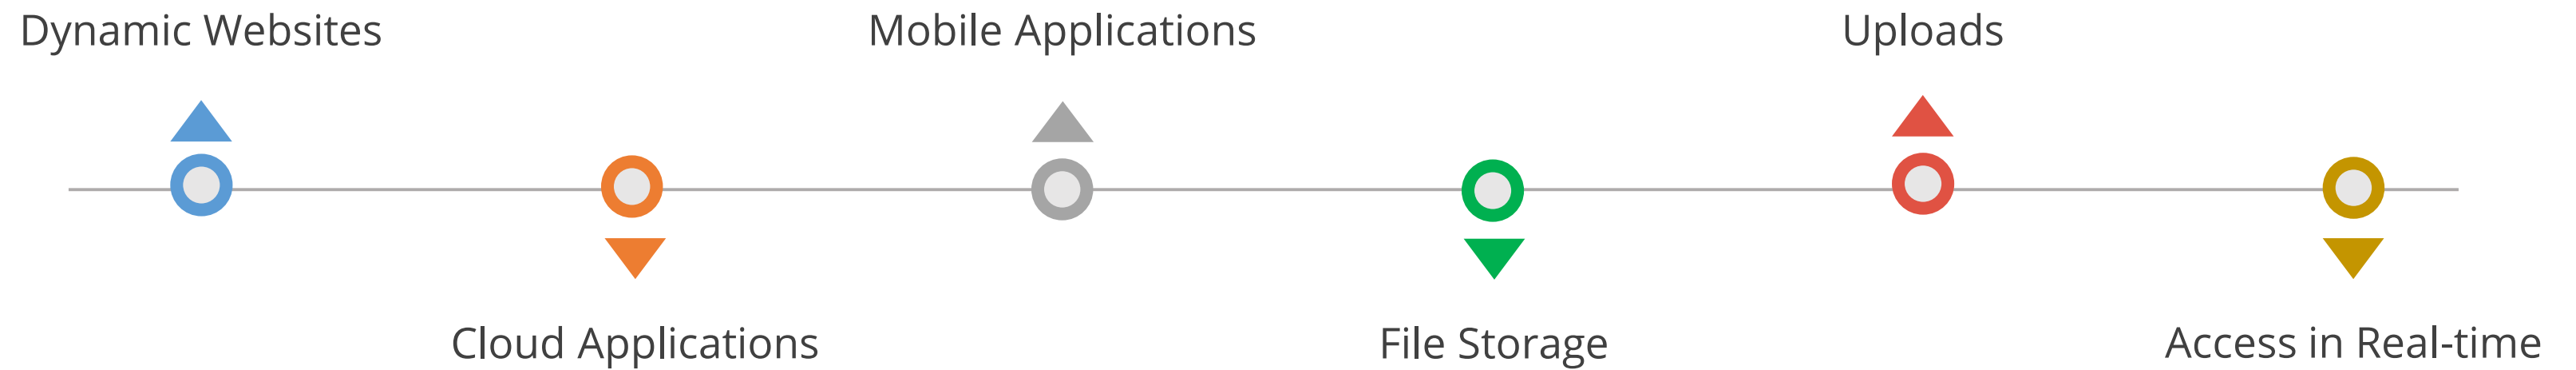 Dynamic Websites
Cloud Applications
Mobile Applications
File Storage
Uploads
Access in Real-time